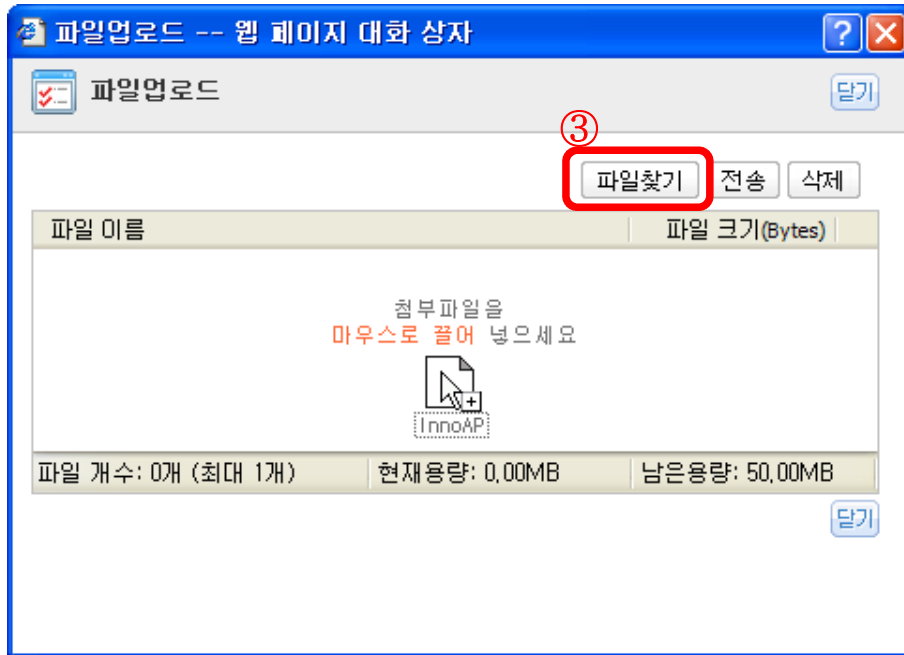 파일업로드 -- 웹 페이지 대화 상자
파일업로드
닫기
③
파일찾기 전송 삭제
파일 이름 파일 크기(Bytes)
첨부파일을
마우스로 끌어 넣으세요
InnoAP
파일 개수: 0개 (최대 1개) 현재용량: 0,00MB 남은용량: 50,00MB
닫기